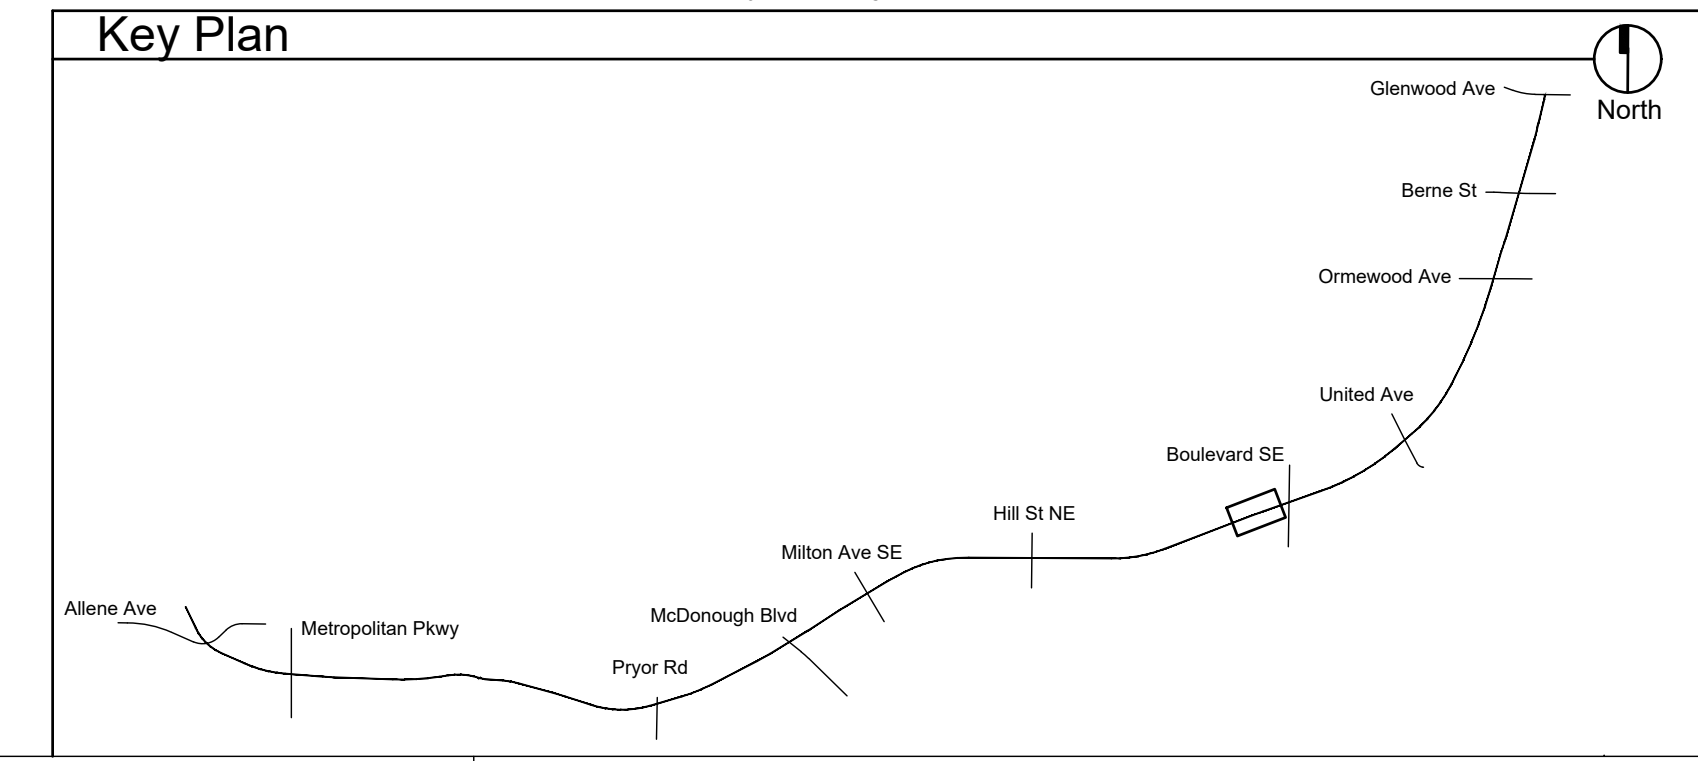 Key Plan
North
Glenwood Ave
Berne St
Ormewood Ave
United Ave
Boulevard SE
Hill St NE
Milton Ave SE
Allene Ave
McDonough Blvd
Metropolitan Pkwy
Pryor Rd